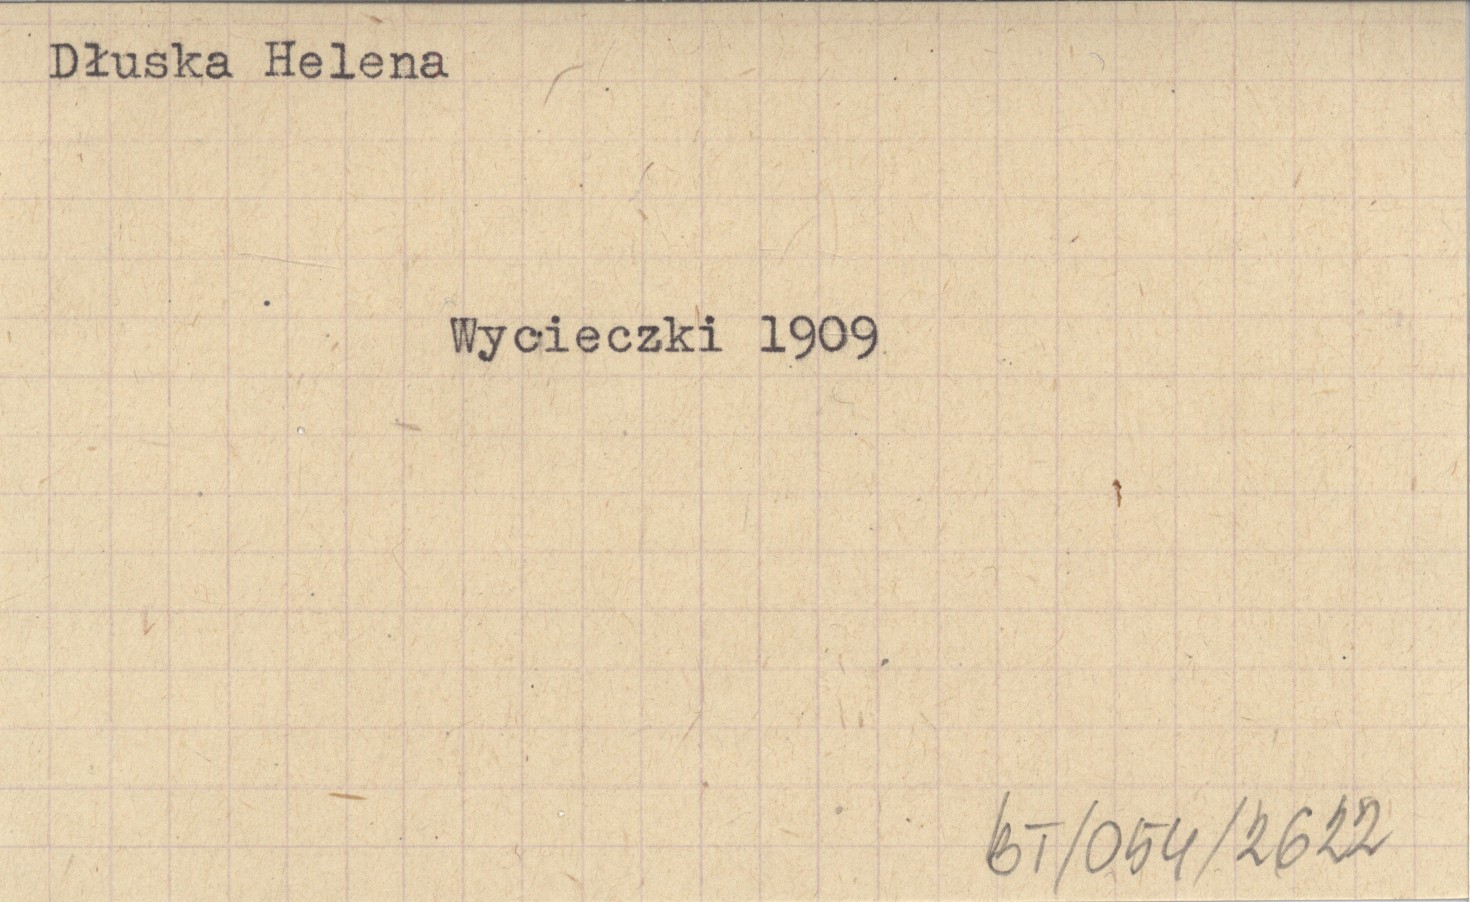 Dłuska Helena
Wycieczki 1909
BT/054/2622